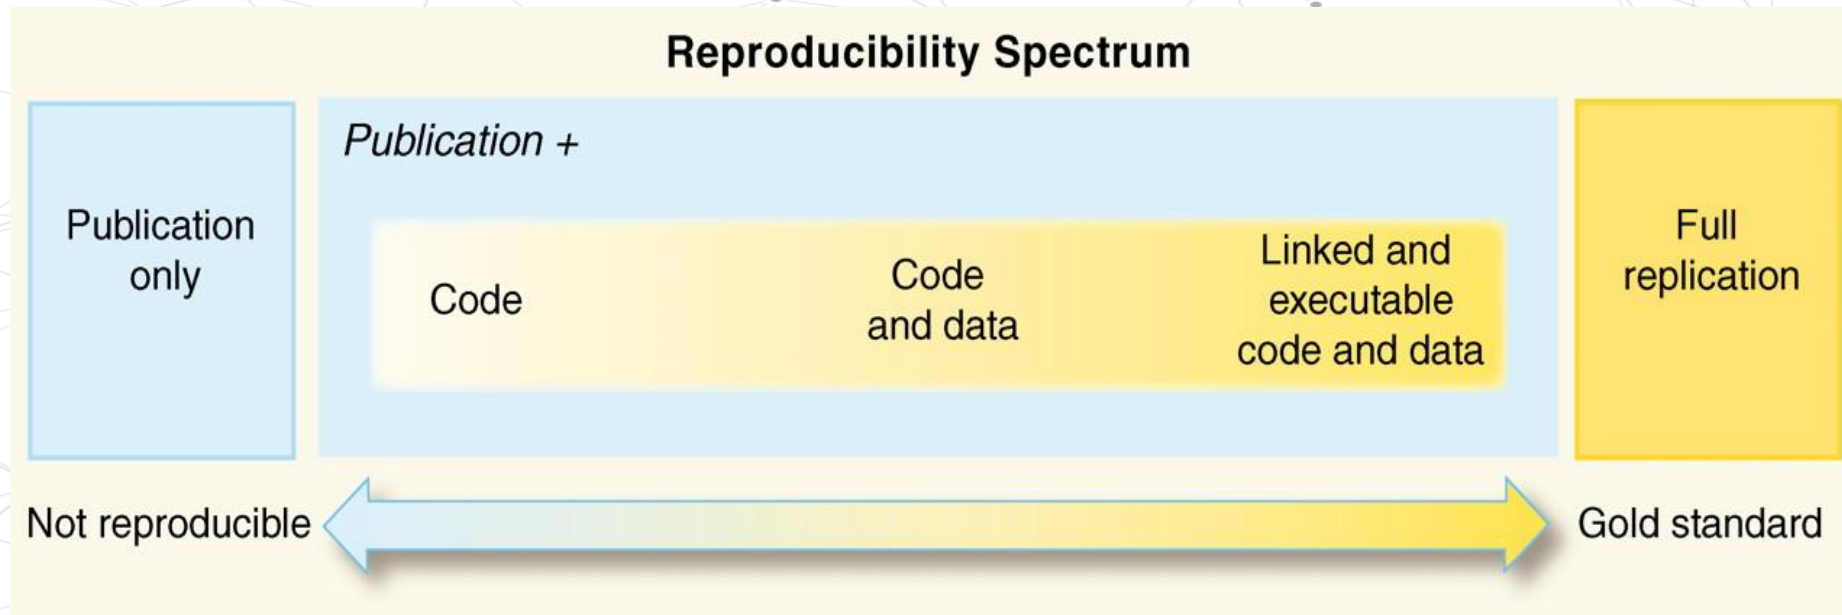 Reproducibility Spectrum
Publication
only
Publication +
Code
Code
and data
Linked and
executable
code and data
Full
replication
Not reproducible
Gold standard